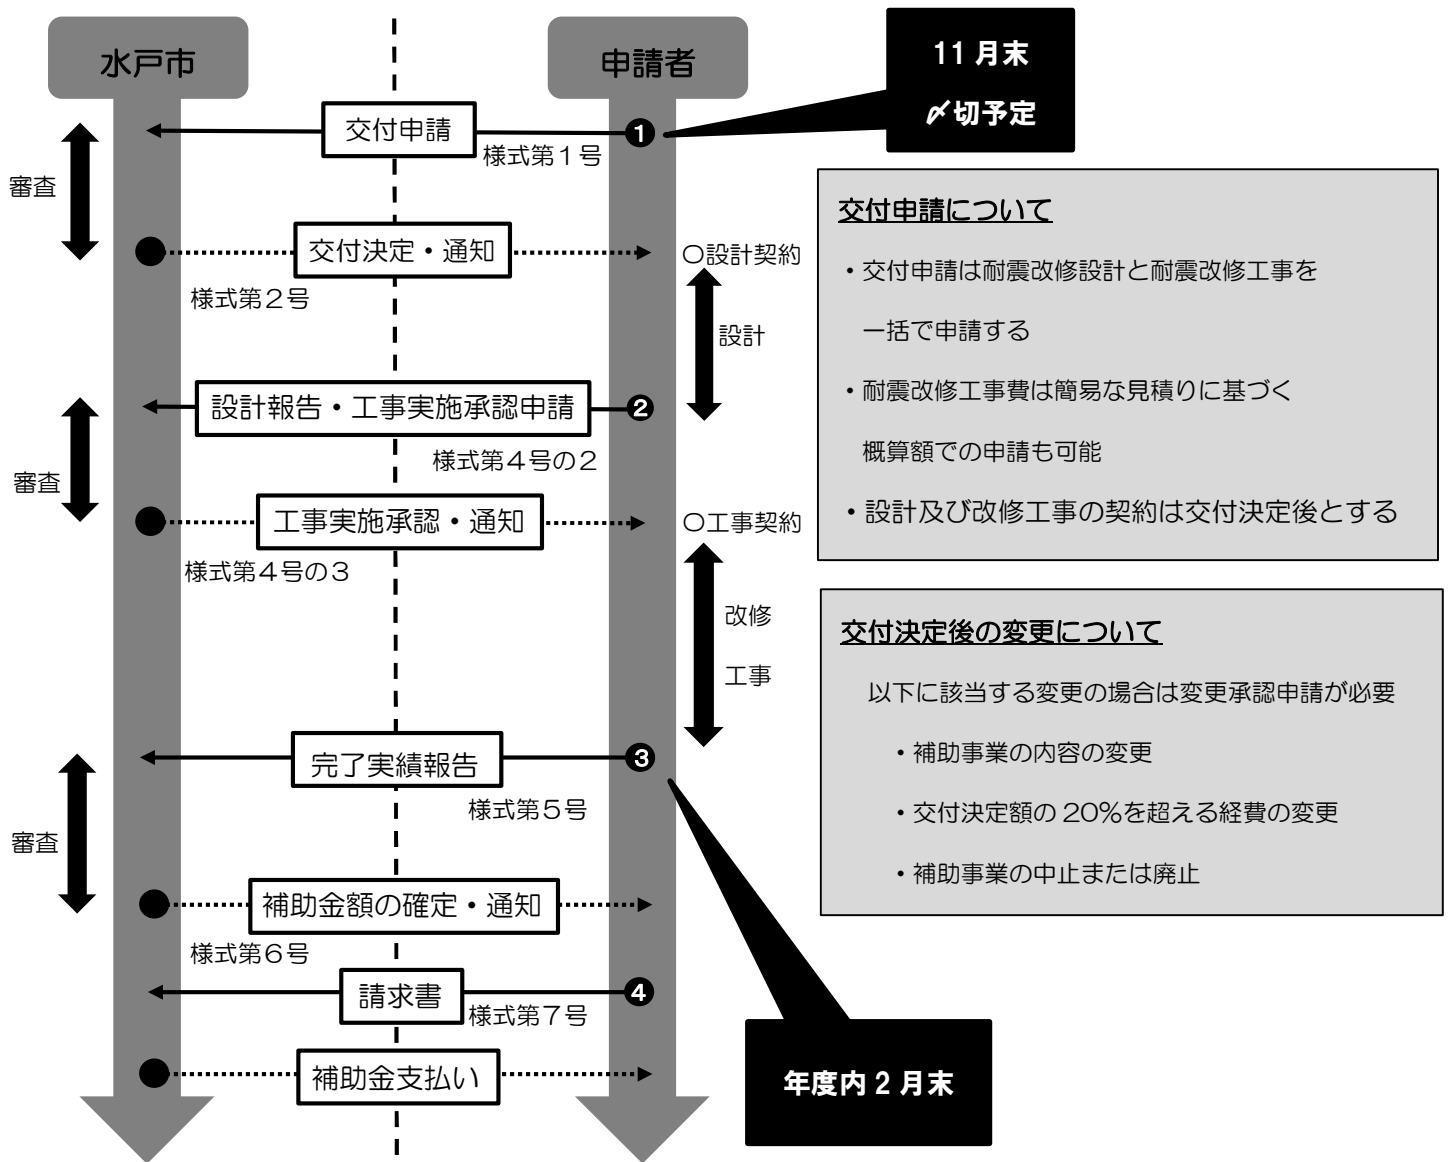 水戸市
申請者
11月末
〆切予定
交付申請
❶
様式第１号
審査
交付決定・通知
様式第２号
〇設計契約
設計
設計報告・工事実施承認申請
❷
様式第４号の２
審査
工事実施承認・通知
様式第４号の３
〇工事契約
改修
工事
完了実績報告
❸
様式第５号
審査
補助金額の確定・通知
様式第６号
請求書
❹
様式第７号
補助金支払い
年度内２月末
交付申請について
・交付申請は耐震改修設計と耐震改修工事を
一括で申請する
・耐震改修工事費は簡易な見積りに基づく
概算額での申請も可能
・設計及び改修工事の契約は交付決定後とする
交付決定後の変更について
以下に該当する変更の場合は変更承認申請が必要
・補助事業の内容の変更
・交付決定額の20%を超える経費の変更
・補助事業の中止または廃止